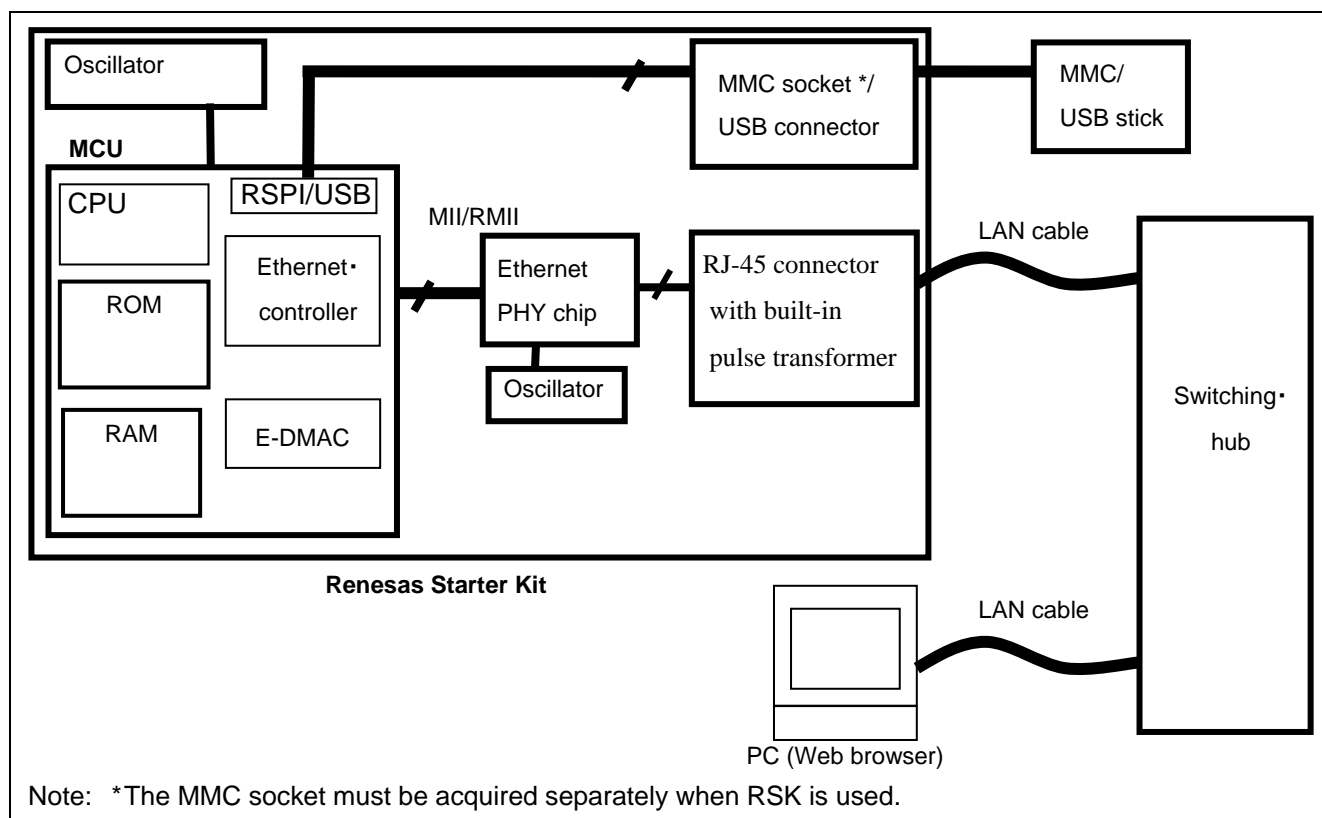 Oscillator
MMC socket */
USB connector
MMC/
USB stick
MCU
CPU
RSPI/USB
MII/RMII
LAN cable
Ethernet・
controller
Ethernet
PHY chip
RJ-45 connector
with built-in
pulse transformer
ROM
Oscillator
Switching・
hub
RAM
E-DMAC
Renesas Starter Kit
LAN cable
PC (Web browser)
Note: *The MMC socket must be acquired separately when RSK is used.